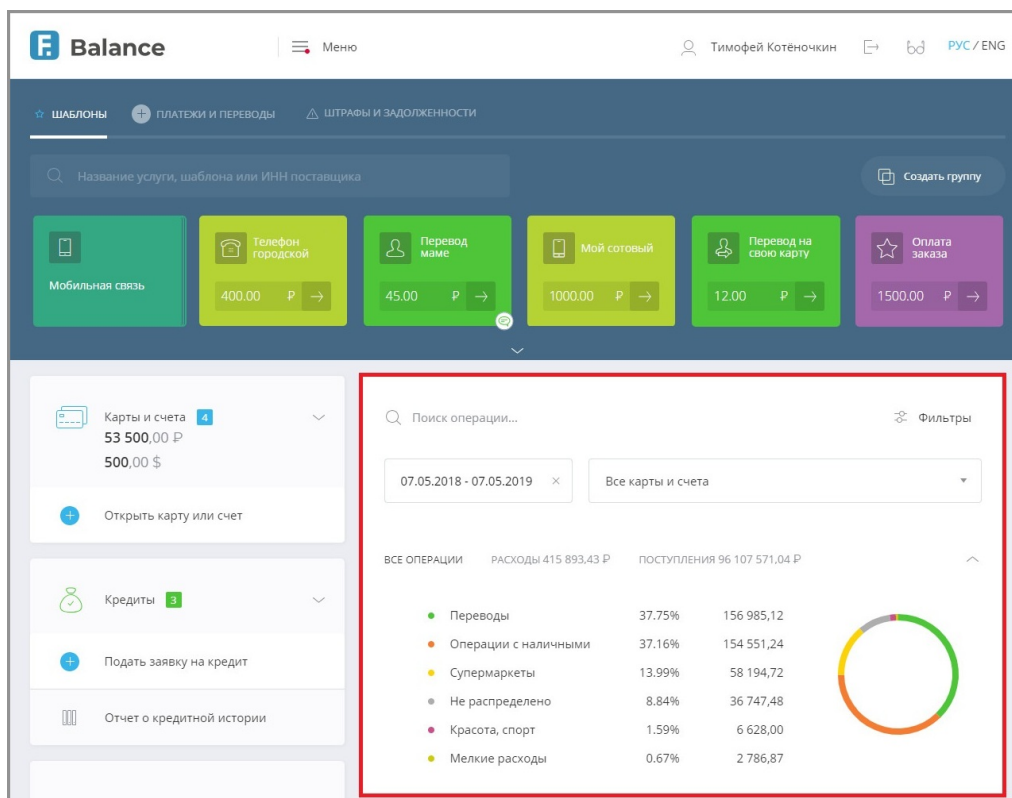 F. Balance
Меню
Тимофей Котёночкин
РУС / ENG
ШАБЛОНЫ
ПЛАТЕЖИ И ПЕРЕВОДЫ
ШТРАФЫ И ЗАДОЛЖЕННОСТИ
Название услуги, шаблона или ИНН поставщика
Создать группу
Мобильная связь
Телефон
городской
400.00 ₽
Перевод
маме
45.00 ₽
Мой сотовый
1000.00 ₽
Перевод на
свою карту
12.00 ₽
Оплата
заказа
1500.00 ₽
Карты и счета 4
53 500,00 ₽
500,00 $
Открыть карту или счет
Кредиты 3
Подать заявку на кредит
Отчет о кредитной истории
Поиск операции...
Фильтры
07.05.2018 - 07.05.2019 ×
Все карты и счета
ВСЕ ОПЕРАЦИИ РАСХОДЫ 415 893,43 ₽ ПОСТУПЛЕНИЯ 96 107 571,04 ₽
Переводы 37.75% 156 985,12
Операции с наличными 37.16% 154 551,24
Супермаркеты 13.99% 58 194,72
Не распределено 8.84% 36 747,48
Красота, спорт 1.59% 6 628,00
Мелкие расходы 0.67% 2 786,87